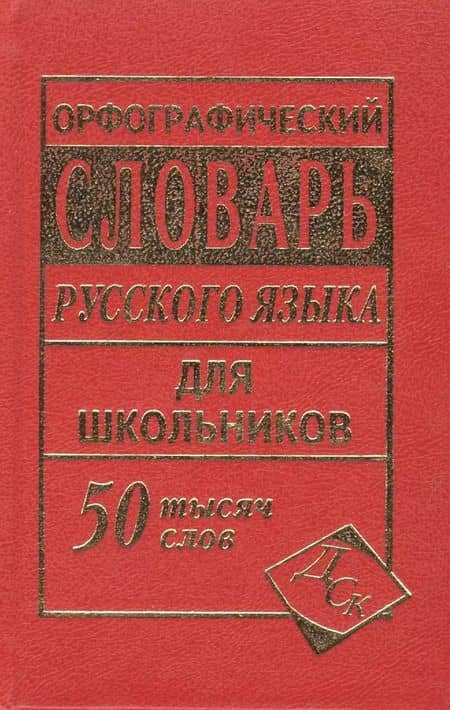 ОРФОГРАФИЧЕСКИЙ
СЛОВАРЬ
РУССКОГО ЯЗЫКА
ДЛЯ
ШКОЛЬНИКОВ
50 тысяч
слов
ДСК